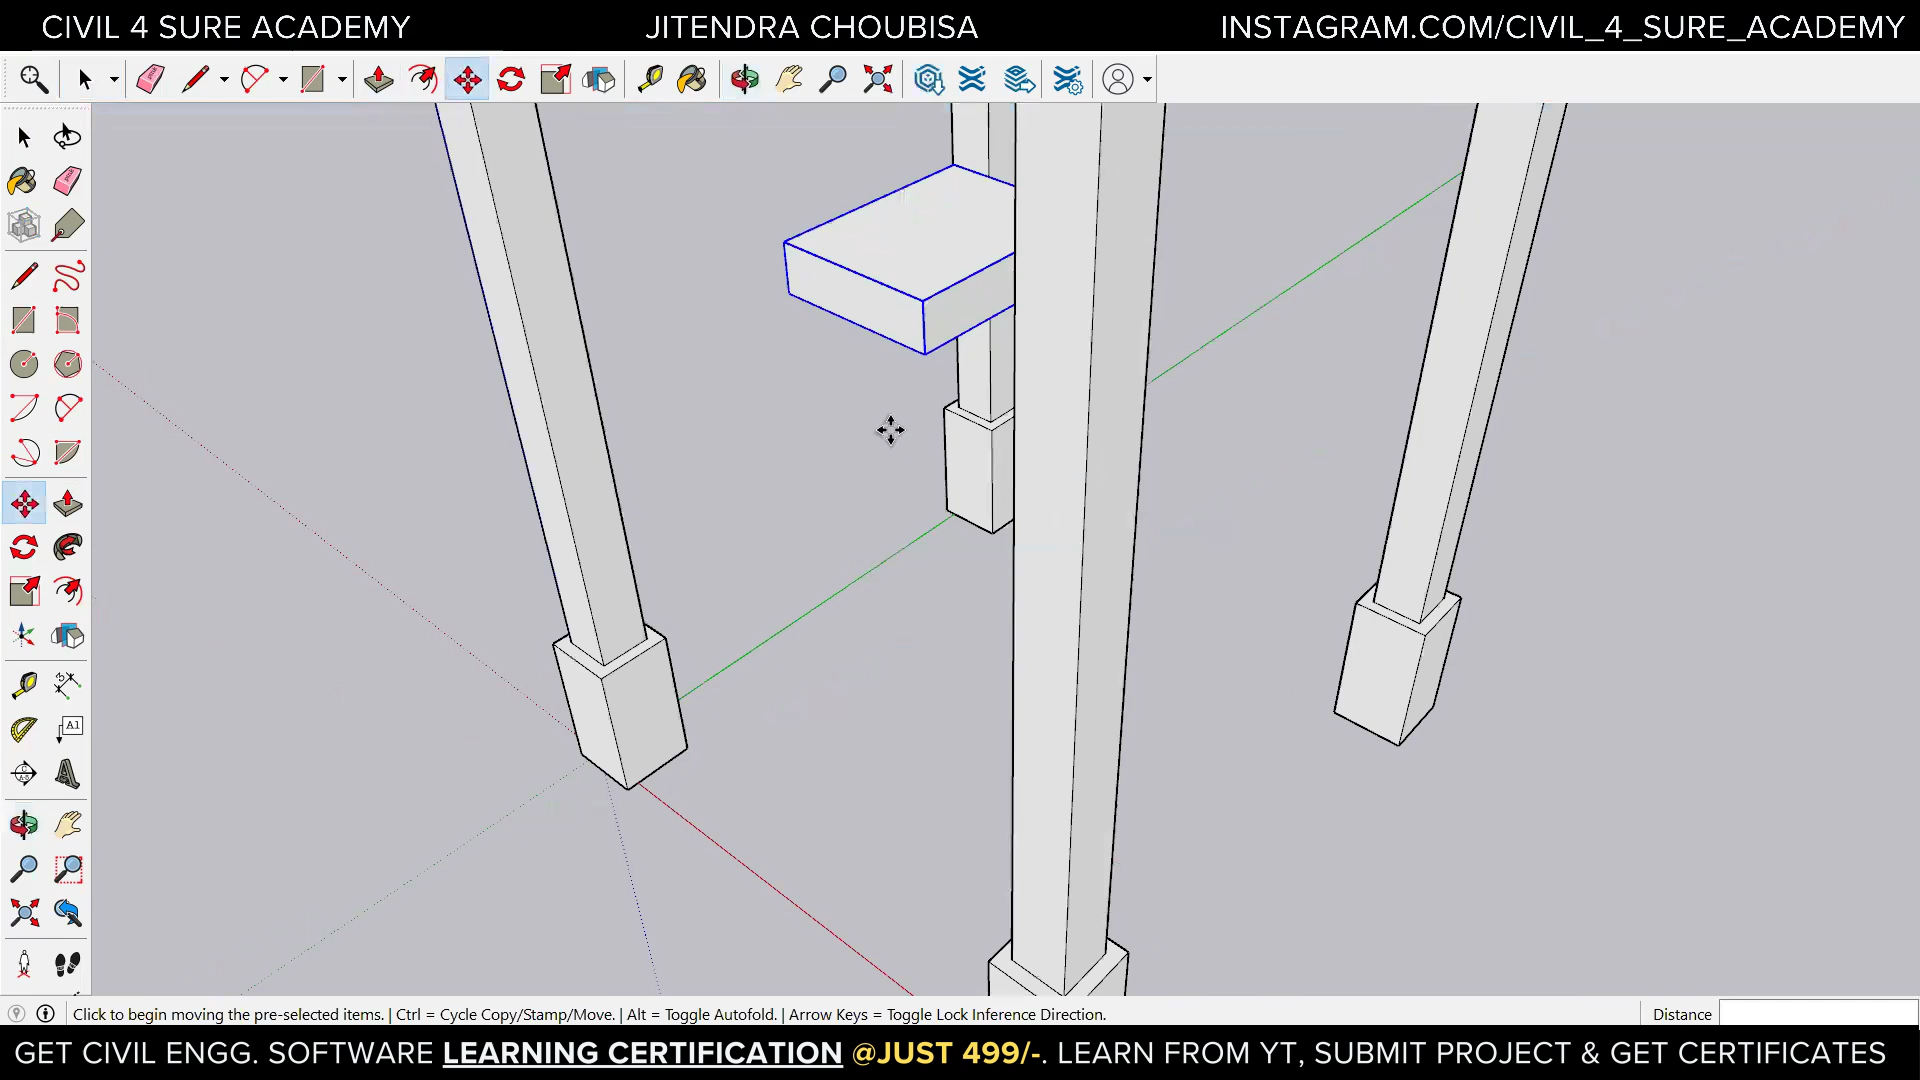 CIVIL 4 SURE ACADEMY
JITENDRA CHOUBISA
INSTAGRAM.COM/CIVIL_4_SURE_ACADEMY
A1
Click to begin moving the pre-selected items. | Ctrl = Cycle Copy/Stamp/Move. | Alt = Toggle Autofold. | Arrow Keys = Toggle Lock Inference Direction.
Distance
GET CIVIL ENGG. SOFTWARE LEARNING CERTIFICATION @JUST 499/-. LEARN FROM YT, SUBMIT PROJECT & GET CERTIFICATES